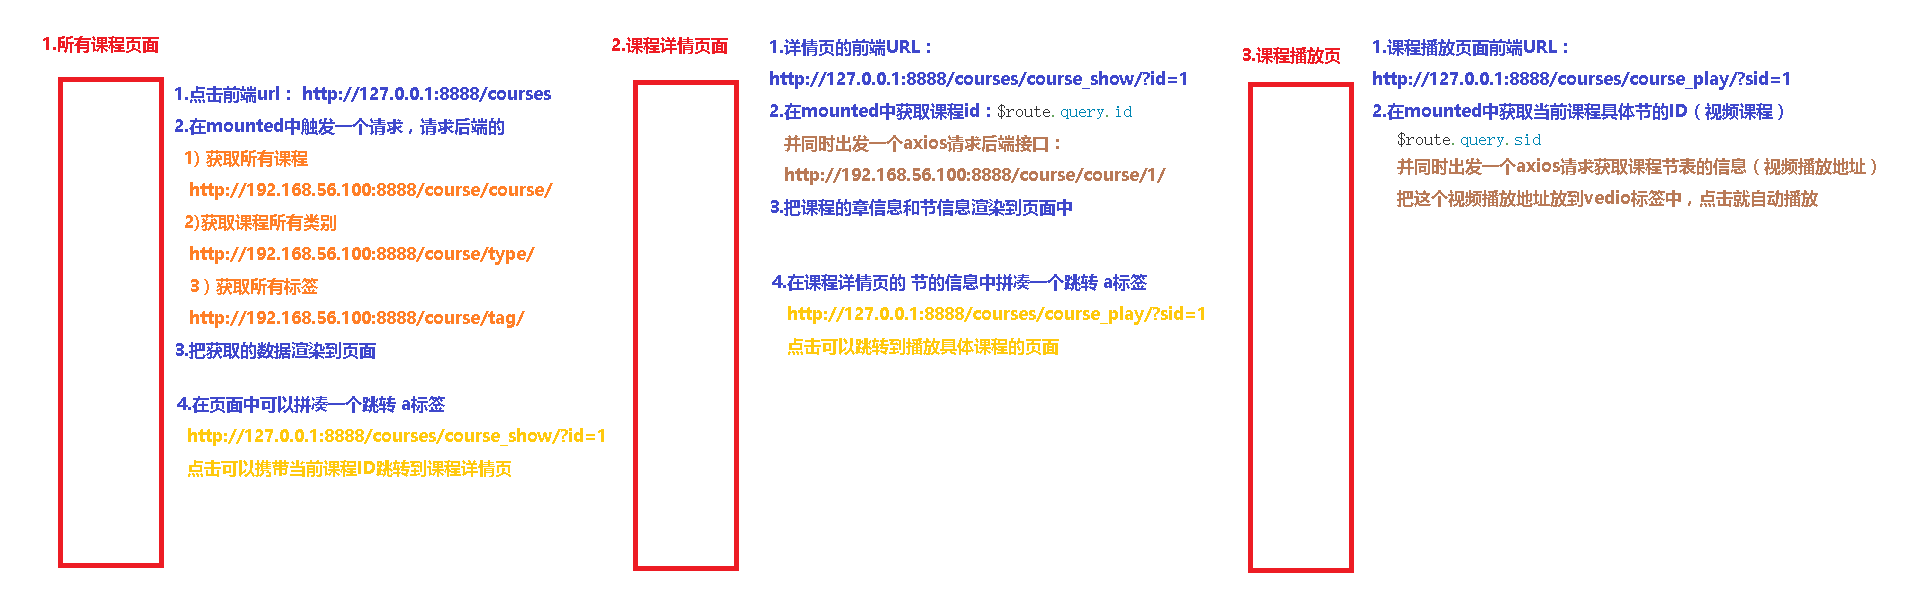 1.所有课程页面
1.点击前端url： http://127.0.0.1:8888/courses
2.在mounted中触发一个请求，请求后端的
1）获取所有课程
http://192.168.56.100:8888/course/course/
2)获取课程所有类别
http://192.168.56.100:8888/course/type/
3）获取所有标签
http://192.168.56.100:8888/course/tag/
3.把获取的数据渲染到页面
4.在页面中可以拼凑一个跳转 a标签
http://127.0.0.1:8888/courses/course_show/?id=1
点击可以携带当前课程ID跳转到课程详情页
2.课程详情页面
1.详情页的前端URL：
http://127.0.0.1:8888/courses/course_show/?id=1
2.在mounted中获取课程id：$route.query.id
并同时出发一个axios请求后端接口：
http://192.168.56.100:8888/course/course/1/
3.把课程的章信息和节信息渲染到页面中
4.在课程详情页的 节的信息中拼凑一个跳转 a标签
http://127.0.0.1:8888/courses/course_play/?sid=1
点击可以跳转到播放具体课程的页面
3.课程播放页
1.课程播放页面前端URL：
http://127.0.0.1:8888/courses/course_play/?sid=1
2.在mounted中获取当前课程具体节的ID（视频课程）
$route.query.sid
并同时出发一个axios请求获取课程节表的信息（视频播放地址）
把这个视频播放地址放到vedio标签中，点击就自动播放